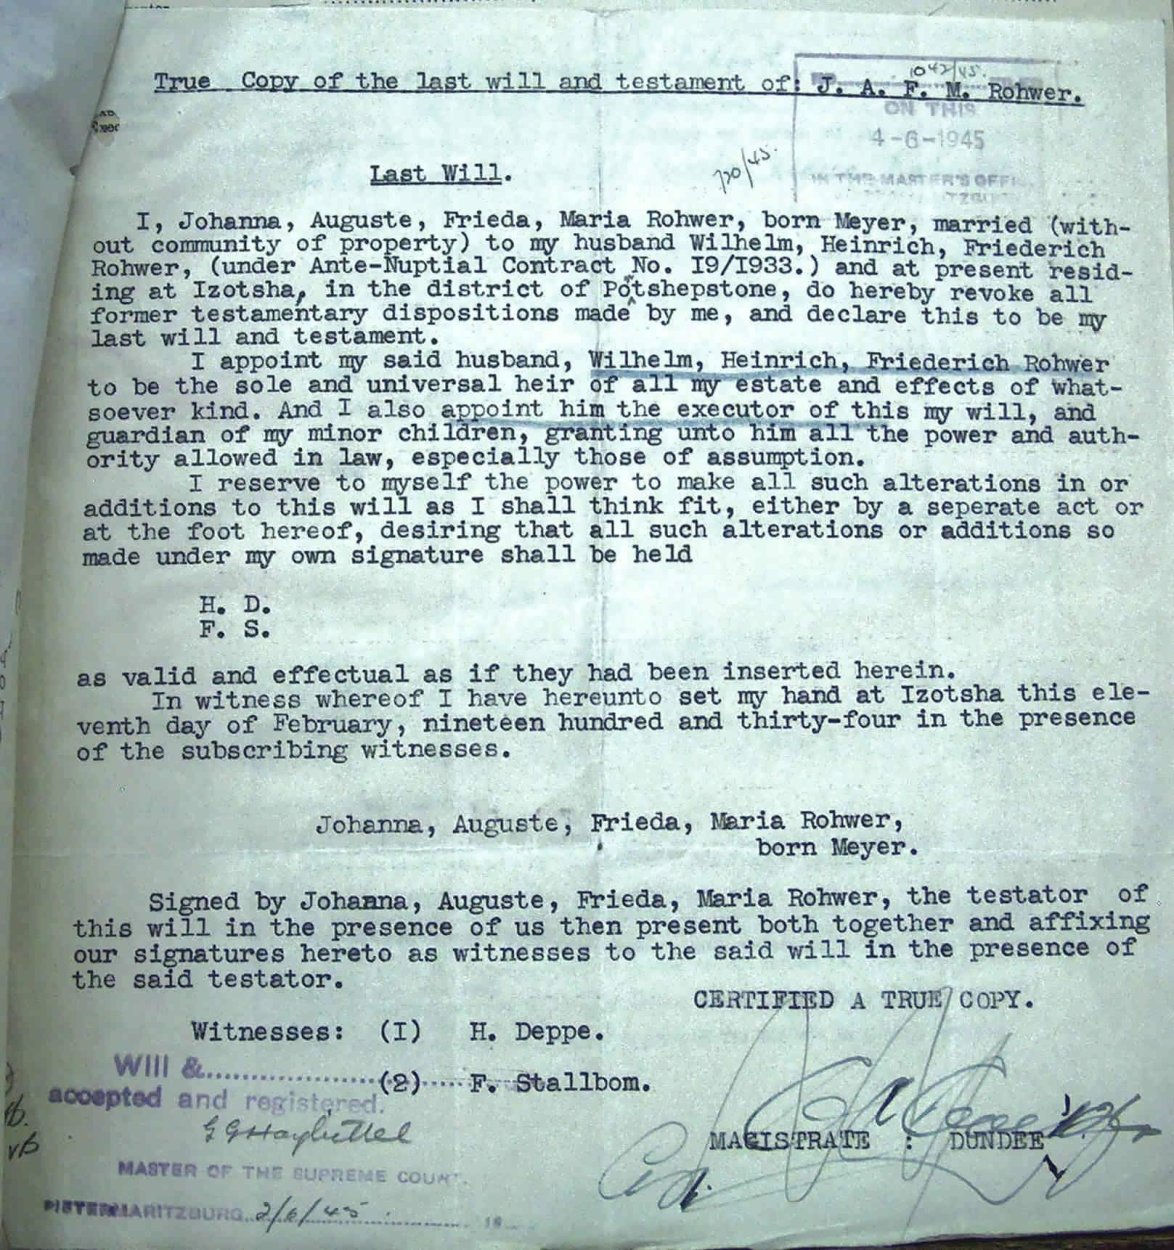 True Copy of the last will and testament of: J. A. F. M. Rohwer.
1042/45.
ON THIS
4-6-1945
IN THE MASTER'S OFFI
720/45.
Last Will.
I, Johanna, Auguste, Frieda, Maria Rohwer, born Meyer, married (with-
out community of property) to my husband Wilhelm, Heinrich, Friederich
Rohwer, (under Ante-Nuptial Contract No. I9/I933.) and at present resid-
ing at Izotsha, in the district of Potshepstone, do hereby revoke all
former testamentary dispositions made by me, and declare this to be my
last will and testament.
I appoint my said husband, Wilhelm, Heinrich, Friederich Rohwer
to be the sole and universal heir of all my estate and effects of what-
soever kind. And I also appoint him the executor of this my will, and
guardian of my minor children, granting unto him all the power and auth-
ority allowed in law, especially those of assumption.
I reserve to myself the power to make all such alterations in or
additions to this will as I shall think fit, either by a seperate act or
at the foot hereof, desiring that all such alterations or additions so
made under my own signature shall be held
H. D.
F. S.
as valid and effectual as if they had been inserted herein.
In witness whereof I have hereunto set my hand at Izotsha this ele-
venth day of February, nineteen hundred and thirty-four in the presence
of the subscribing witnesses.
Johanna, Auguste, Frieda, Maria Rohwer,
born Meyer.
Signed by Johanna, Auguste, Frieda, Maria Rohwer, the testator of
this will in the presence of us then present both together and affixing
our signatures hereto as witnesses to the said will in the presence of
the said testator.
CERTIFIED A TRUE COPY.
Witnesses: (I) H. Deppe.
Will &
(2) F. Stallbom.
accepted and registered.
MAGISTRATE : DUNDEE
MASTER OF THE SUPREME COURT.
PIETERMARITZBURG 2/6/45 19